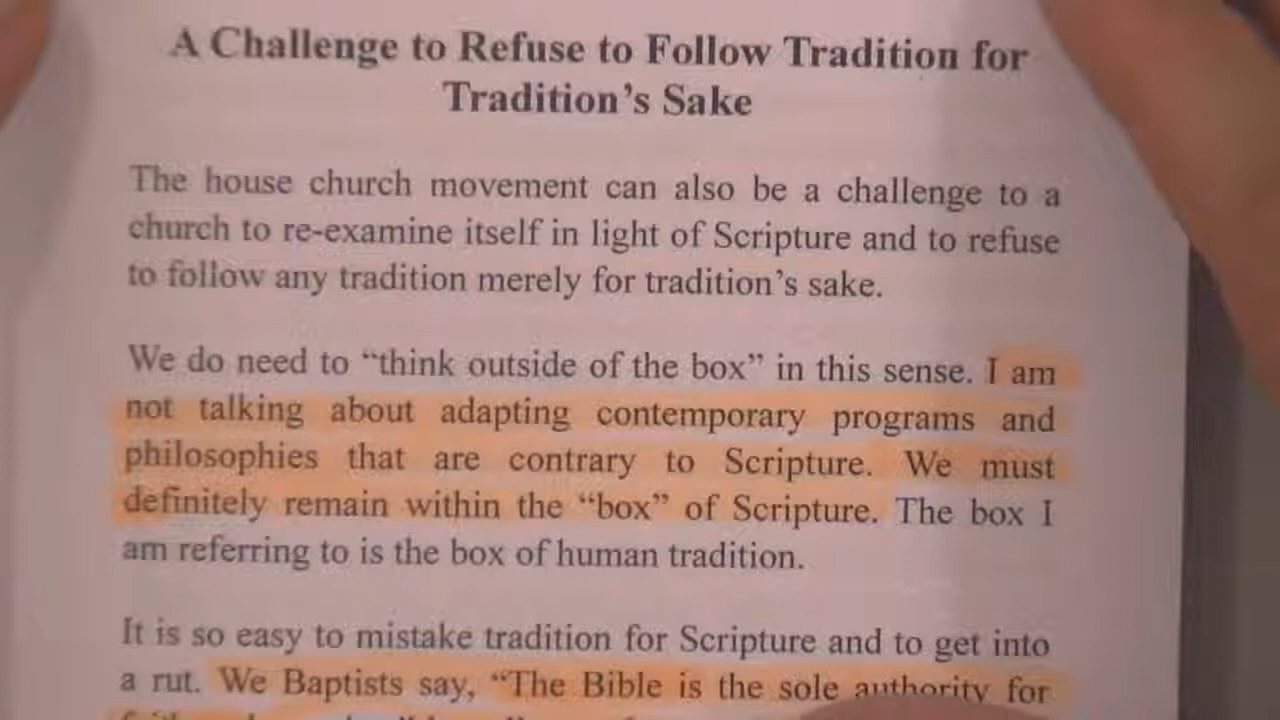 A Challenge to Refuse to Follow Tradition for
Tradition’s Sake
The house church movement can also be a challenge to a
church to re-examine itself in light of Scripture and to refuse
to follow any tradition merely for tradition’s sake.
We do need to “think outside of the box” in this sense. I am
not talking about adapting contemporary programs and
philosophies that are contrary to Scripture. We must
definitely remain within the “box” of Scripture. The box I
am referring to is the box of human tradition.
It is so easy to mistake tradition for Scripture and to get into
a rut. We Baptists say, “The Bible is the sole authority for